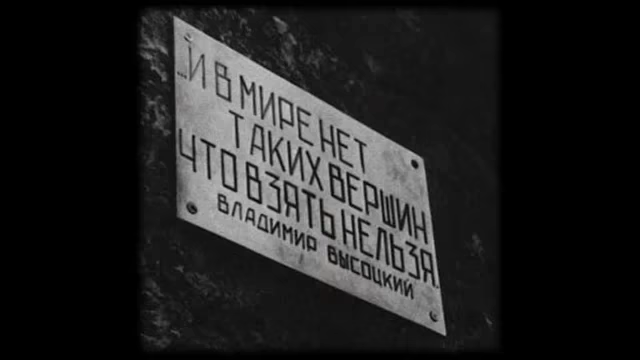 ...И В МИРЕ НЕТ
ТАКИХ ВЕРШИН
ЧТО ВЗЯТЬ НЕЛЬЗЯ..
ВЛАДИМИР ВЫСОЦКИЙ